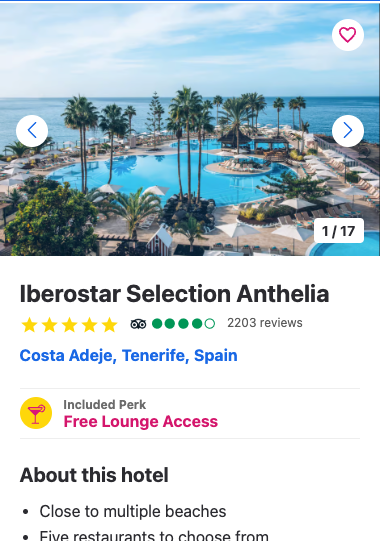 1 / 17
Iberostar Selection Anthelia
2203 reviews
Costa Adeje, Tenerife, Spain
Included Perk
Free Lounge Access
About this hotel
• Close to multiple beaches
• Five restaurants to choose from